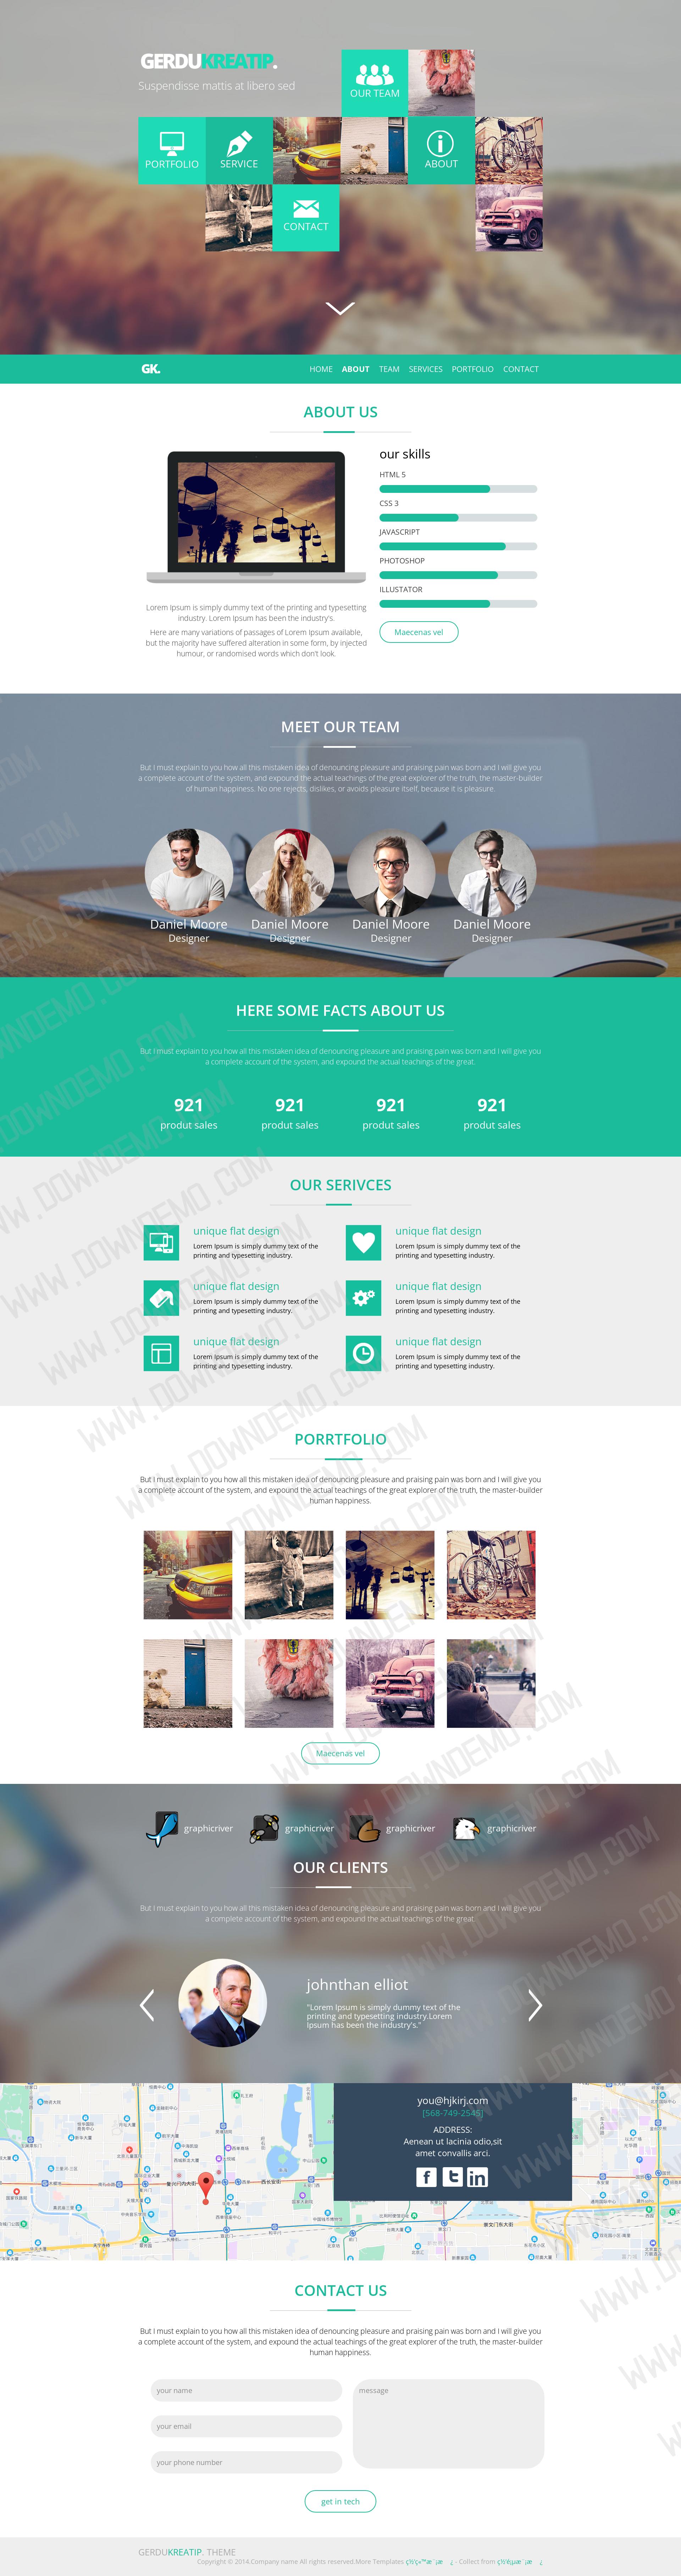 GERDUKREATIP.
Suspendisse mattis at libero sed
OUR TEAM
PORTFOLIO
SERVICE
ABOUT
CONTACT
GK.
HOME ABOUT TEAM SERVICES PORTFOLIO CONTACT
ABOUT US
our skills
HTML 5
CSS 3
JAVASCRIPT
PHOTOSHOP
ILLUSTATOR
Maecenas vel
Lorem Ipsum is simply dummy text of the printing and typesetting
industry. Lorem Ipsum has been the industry's.
Here are many variations of passages of Lorem Ipsum available,
but the majority have suffered alteration in some form, by injected
humour, or randomised words which don't look.
MEET OUR TEAM
But I must explain to you how all this mistaken idea of denouncing pleasure and praising pain was born and I will give you
a complete account of the system, and expound the actual teachings of the great explorer of the truth, the master-builder
of human happiness. No one rejects, dislikes, or avoids pleasure itself, because it is pleasure.
Daniel Moore
Designer
Daniel Moore
Designer
Daniel Moore
Designer
Daniel Moore
Designer
HERE SOME FACTS ABOUT US
But I must explain to you how all this mistaken idea of denouncing pleasure and praising pain was born and I will give you
a complete account of the system, and expound the actual teachings of the great.
921
produt sales
921
produt sales
921
produt sales
921
produt sales
OUR SERIVCES
unique flat design
Lorem Ipsum is simply dummy text of the
printing and typesetting industry.
unique flat design
Lorem Ipsum is simply dummy text of the
printing and typesetting industry.
unique flat design
Lorem Ipsum is simply dummy text of the
printing and typesetting industry.
unique flat design
Lorem Ipsum is simply dummy text of the
printing and typesetting industry.
unique flat design
Lorem Ipsum is simply dummy text of the
printing and typesetting industry.
unique flat design
Lorem Ipsum is simply dummy text of the
printing and typesetting industry.
PORRTFOLIO
But I must explain to you how all this mistaken idea of denouncing pleasure and praising pain was born and I will give you
a complete account of the system, and expound the actual teachings of the great explorer of the truth, the master-builder
human happiness.
Maecenas vel
graphicriver
graphicriver
graphicriver
graphicriver
OUR CLIENTS
But I must explain to you how all this mistaken idea of denouncing pleasure and praising pain was born and I will give you
a complete account of the system, and expound the actual teachings of the great
johnthan elliot
"Lorem Ipsum is simply dummy text of the
printing and typesetting industry.Lorem
Ipsum has been the industry's."
you@hjkirj.com
[568-749-2545]
ADDRESS:
Aenean ut lacinia odio,sit
amet convallis arci.
CONTACT US
But I must explain to you how all this mistaken idea of denouncing pleasure and praising pain was born and I will give you
a complete account of the system, and expound the actual teachings of the great explorer of the truth, the master-builder
human happiness.
your name
message
your email
your phone number
get in tech
GERDUKREATIP. THEME
Copyright © 2014.Company name All rights reserved.More Templates - Collect from
WWW.DOWNDEMO.COM